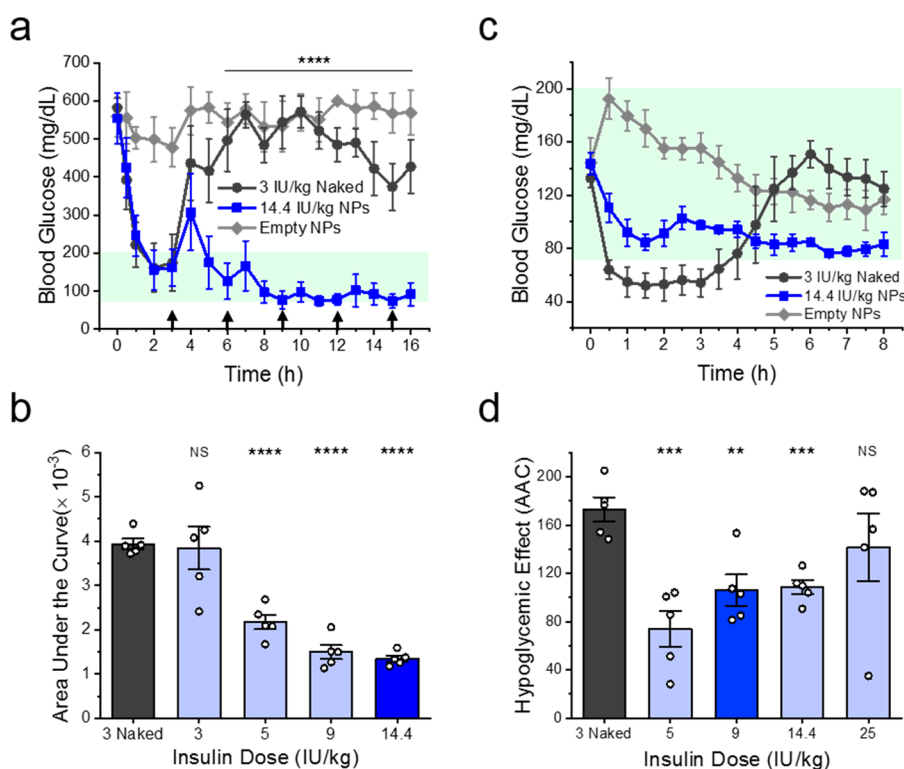 a
****
700
600
500
400
300
200
100
0
Blood Glucose (mg/dL)
3 IU/kg Naked
14.4 IU/kg NPs
Empty NPs
0 2 4 6 8 10 12 14 16
Time (h)
c
200
160
120
80
40
Blood Glucose (mg/dL)
3 IU/kg Naked
14.4 IU/kg NPs
Empty NPs
0 1 2 3 4 5 6 7 8
Time (h)
b
6
5
4
3
2
1
0
Area Under the Curve(× 10⁻³)
NS **** **** ****
3 Naked 3 5 9 14.4
Insulin Dose (IU/kg)
d
200
160
120
80
40
0
Hypoglycemic Effect (AAC)
*** ** *** NS
3 Naked 5 9 14.4 25
Insulin Dose (IU/kg)